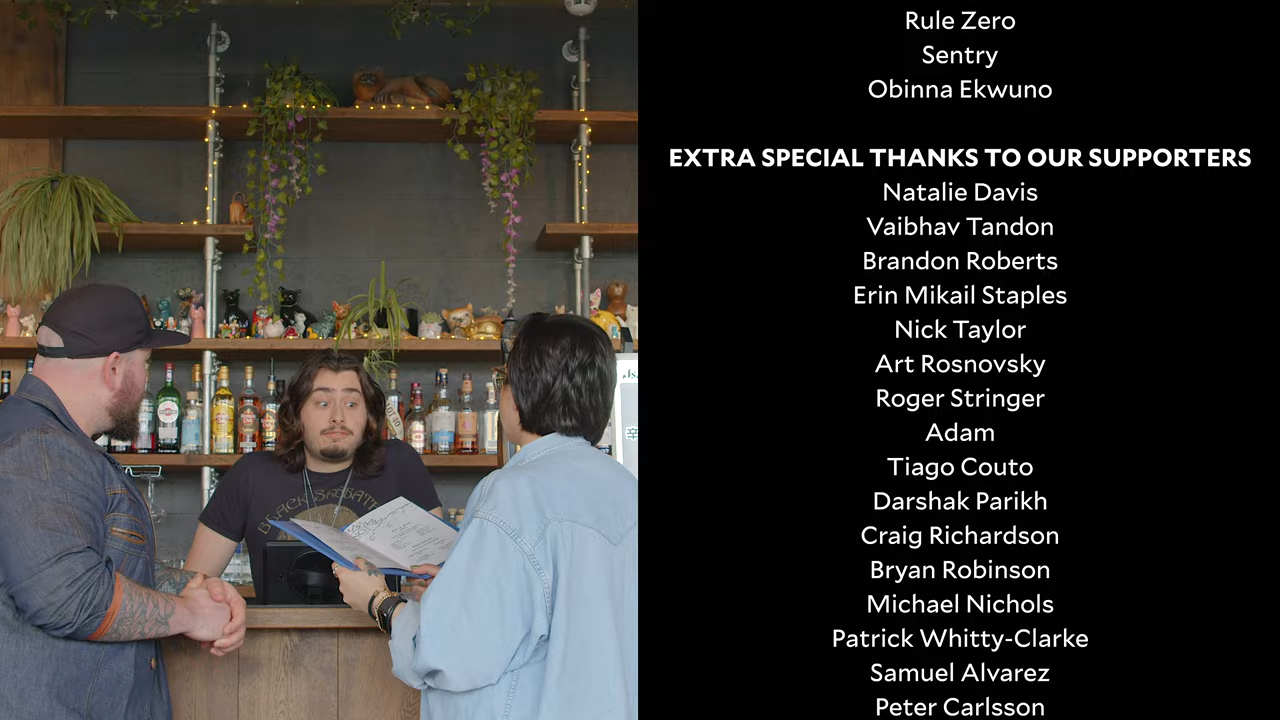 Rule Zero
Sentry
Obinna Ekwuno
EXTRA SPECIAL THANKS TO OUR SUPPORTERS
Natalie Davis
Vaibhav Tandon
Brandon Roberts
Erin Mikail Staples
Nick Taylor
Art Rosnovsky
Roger Stringer
Adam
Tiago Couto
Darshak Parikh
Craig Richardson
Bryan Robinson
Michael Nichols
Patrick Whitty-Clarke
Samuel Alvarez
Peter Carlsson
BLACK SABBATH